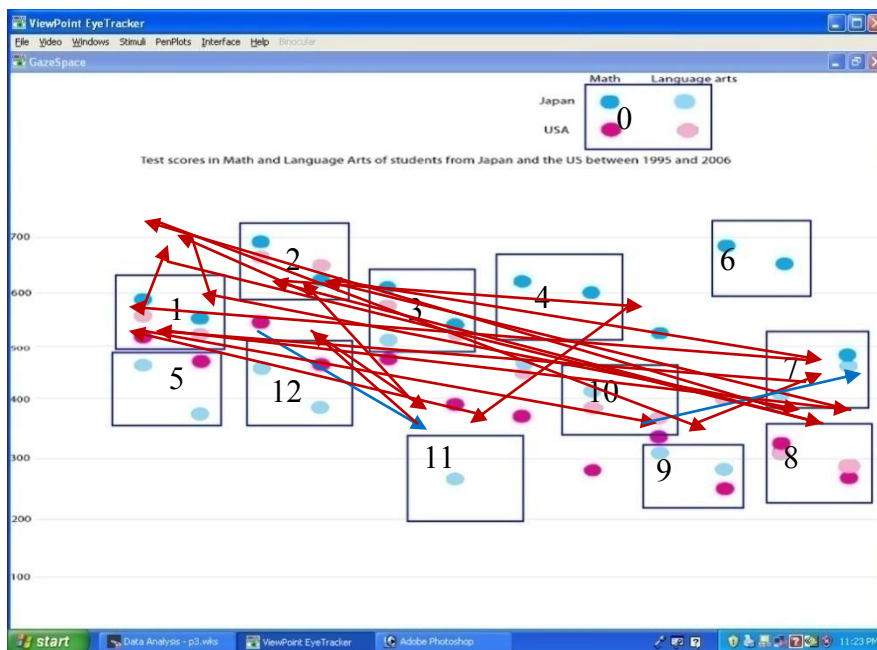 ViewPoint EyeTracker
File Video Windows Stimuli PenPlots Interface Help Binocular
GazeSpace
Math Language arts
Japan
0
USA
Test scores in Math and Language Arts of students from Japan and the US between 1995 and 2006
700
2
6
600
1
3
4
500
7
5
12
10
400
11
9
8
300
200
100
start Data Analysis - p3.wks ViewPoint EyeTracker Adobe Photoshop 11:23 PM